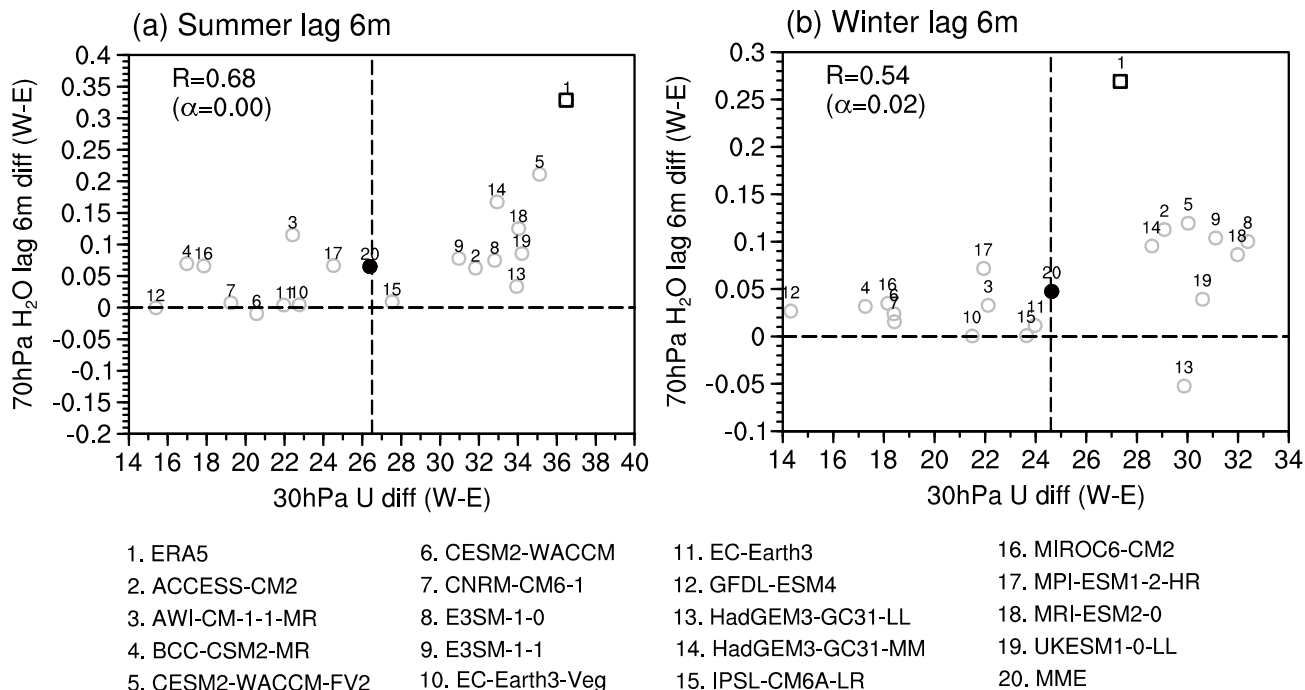 (a) Summer lag 6m
R=0.68
(α=0.00)
70hPa H₂O lag 6m diff (W-E)
0.4
0.35
0.3
0.25
0.2
0.15
0.1
0.05
0
-0.05
-0.1
-0.15
-0.2
1
5
14
18
3
19
4
16
17
20
9
2
8
13
12
7
6
11
10
15
14 16 18 20 22 24 26 28 30 32 34 36 38 40
30hPa U diff (W-E)
(b) Winter lag 6m
R=0.54
(α=0.02)
70hPa H₂O lag 6m diff (W-E)
0.3
0.25
0.2
0.15
0.1
0.05
0
-0.05
-0.1
1
2
5
9
8
14
18
17
20
19
12
4
16
6
7
3
10
15
11
13
14 16 18 20 22 24 26 28 30 32 34
30hPa U diff (W-E)
1. ERA5
2. ACCESS-CM2
3. AWI-CM-1-1-MR
4. BCC-CSM2-MR
5. CESM2-WACCM-FV2
6. CESM2-WACCM
7. CNRM-CM6-1
8. E3SM-1-0
9. E3SM-1-1
10. EC-Earth3-Veg
11. EC-Earth3
12. GFDL-ESM4
13. HadGEM3-GC31-LL
14. HadGEM3-GC31-MM
15. IPSL-CM6A-LR
16. MIROC6-CM2
17. MPI-ESM1-2-HR
18. MRI-ESM2-0
19. UKESM1-0-LL
20. MME